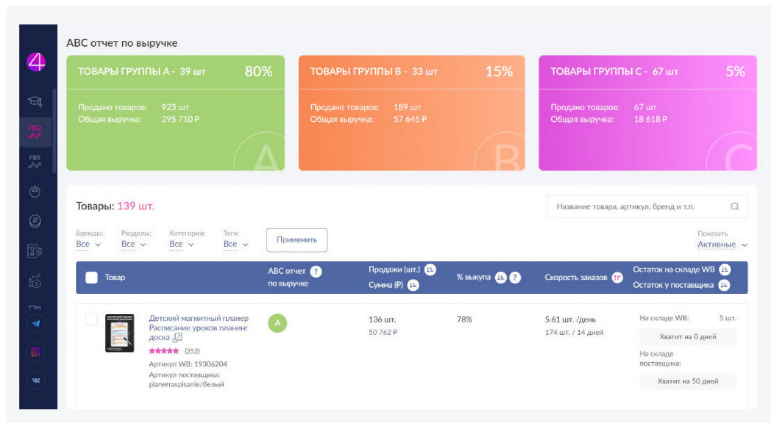 ABC отчет по выручке
ТОВАРЫ ГРУППЫ A - 39 шт 80%
Продано товаров: 923 шт
Общая выручка: 295 710 ₽
A
ТОВАРЫ ГРУППЫ B - 33 шт 15%
Продано товаров: 189 шт
Общая выручка: 57 645 ₽
B
ТОВАРЫ ГРУППЫ C - 67 шт 5%
Продано товаров: 67 шт
Общая выручка: 18 618 ₽
C
4
FBO
FBS
Товары: 139 шт.
Название товара, артикул, бренд и т.п.
Бренды: Разделы: Категории: Теги:
Все Все Все Все
Применить
Показать
Активные
Товар
ABC отчет ?
по выручке
Продажи (шт.)
Сумма (₽)
% выкупа ?
Скорость заказов
Остаток на складе WB
Остаток у поставщика
Детский магнитный планер
Расписание уроков планинг
доска
(252)
Артикул WB: 19306204
Артикул поставщика:
planerraspisanie/белый
A
136 шт.
50 762 ₽
78%
5.61 шт. /день
174 шт. / 14 дней
На складе WB: 5 шт.
Хватит на 0 дней
На складе
поставщика:
Хватит на 50 дней